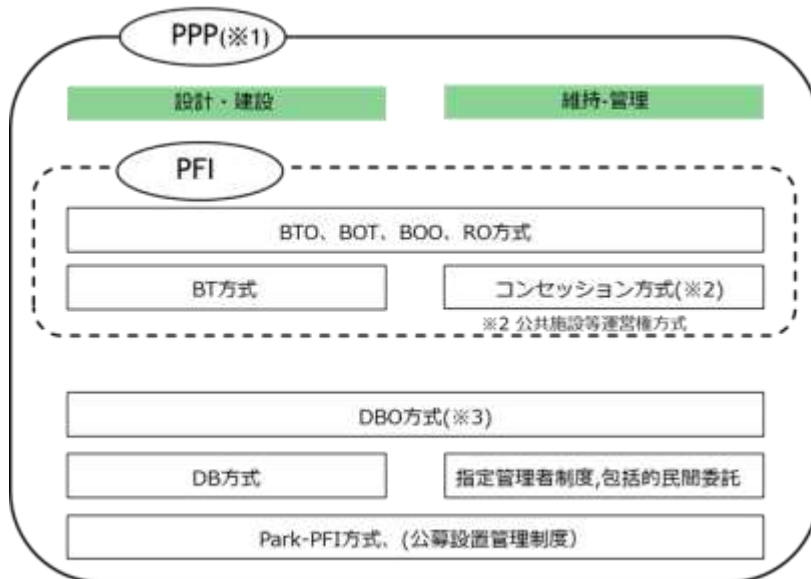 PPP(※1)
設計・建設
維持-管理
PFI
BTO、BOT、BOO、RO方式
BT方式
コンセッション方式(※2)
※2 公共施設等運営権方式
DBO方式(※3)
DB方式
指定管理者制度,包括的民間委託
Park-PFI方式、(公募設置管理制度）